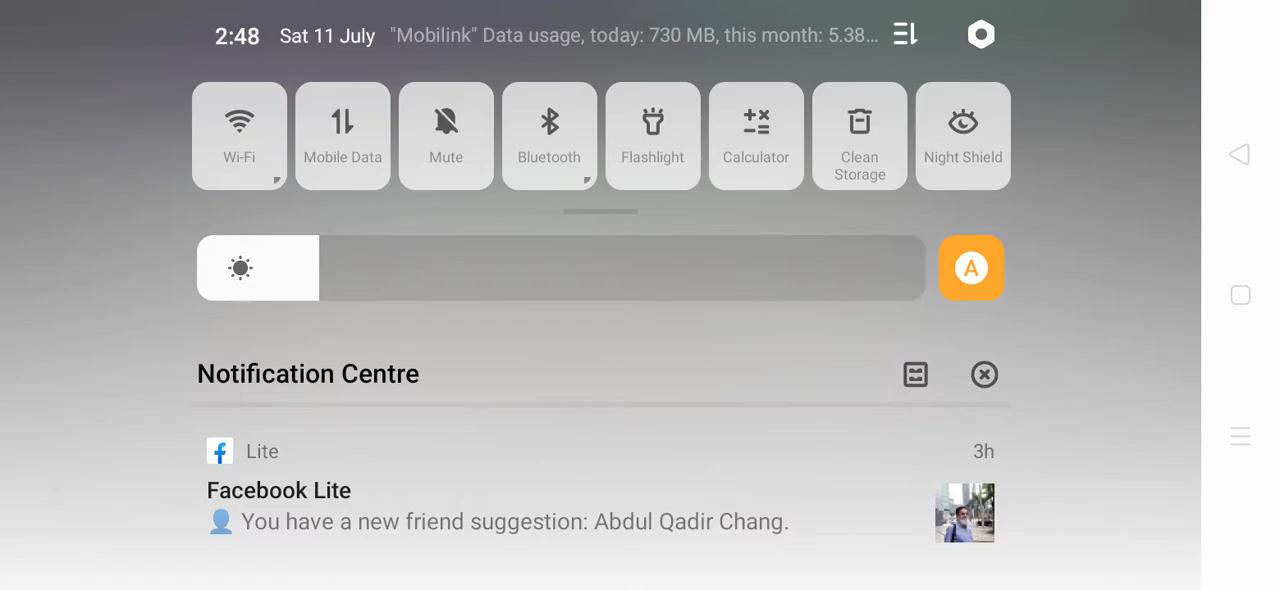 2:48 Sat 11 July "Mobilink" Data usage, today: 730 MB, this month: 5.38...
Wi-Fi Mobile Data Mute Bluetooth Flashlight Calculator Clean Storage Night Shield
A
Notification Centre
Lite 3h
Facebook Lite
You have a new friend suggestion: Abdul Qadir Chang.